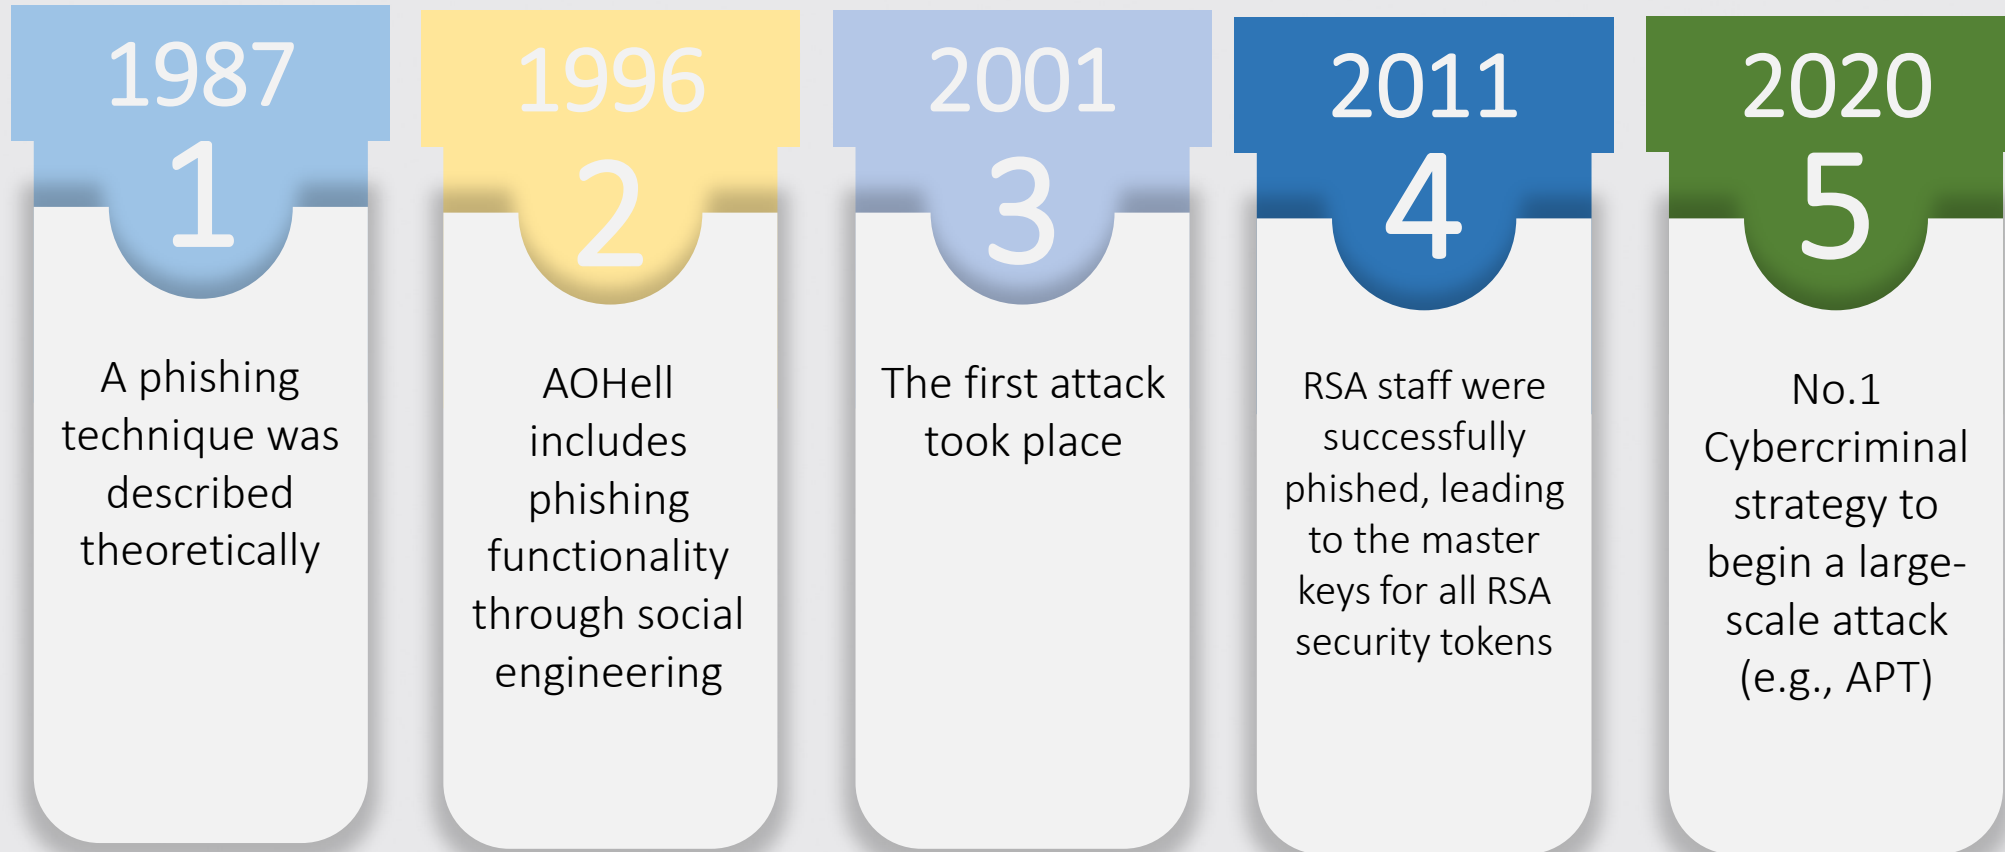 1987
1
A phishing
technique was
described
theoretically
1996
2
AOHell
includes
phishing
functionality
through social
engineering
2001
3
The first attack
took place
2011
4
RSA staff were
successfully
phished, leading
to the master
keys for all RSA
security tokens
2020
5
No.1
Cybercriminal
strategy to
begin a large-
scale attack
(e.g., APT)